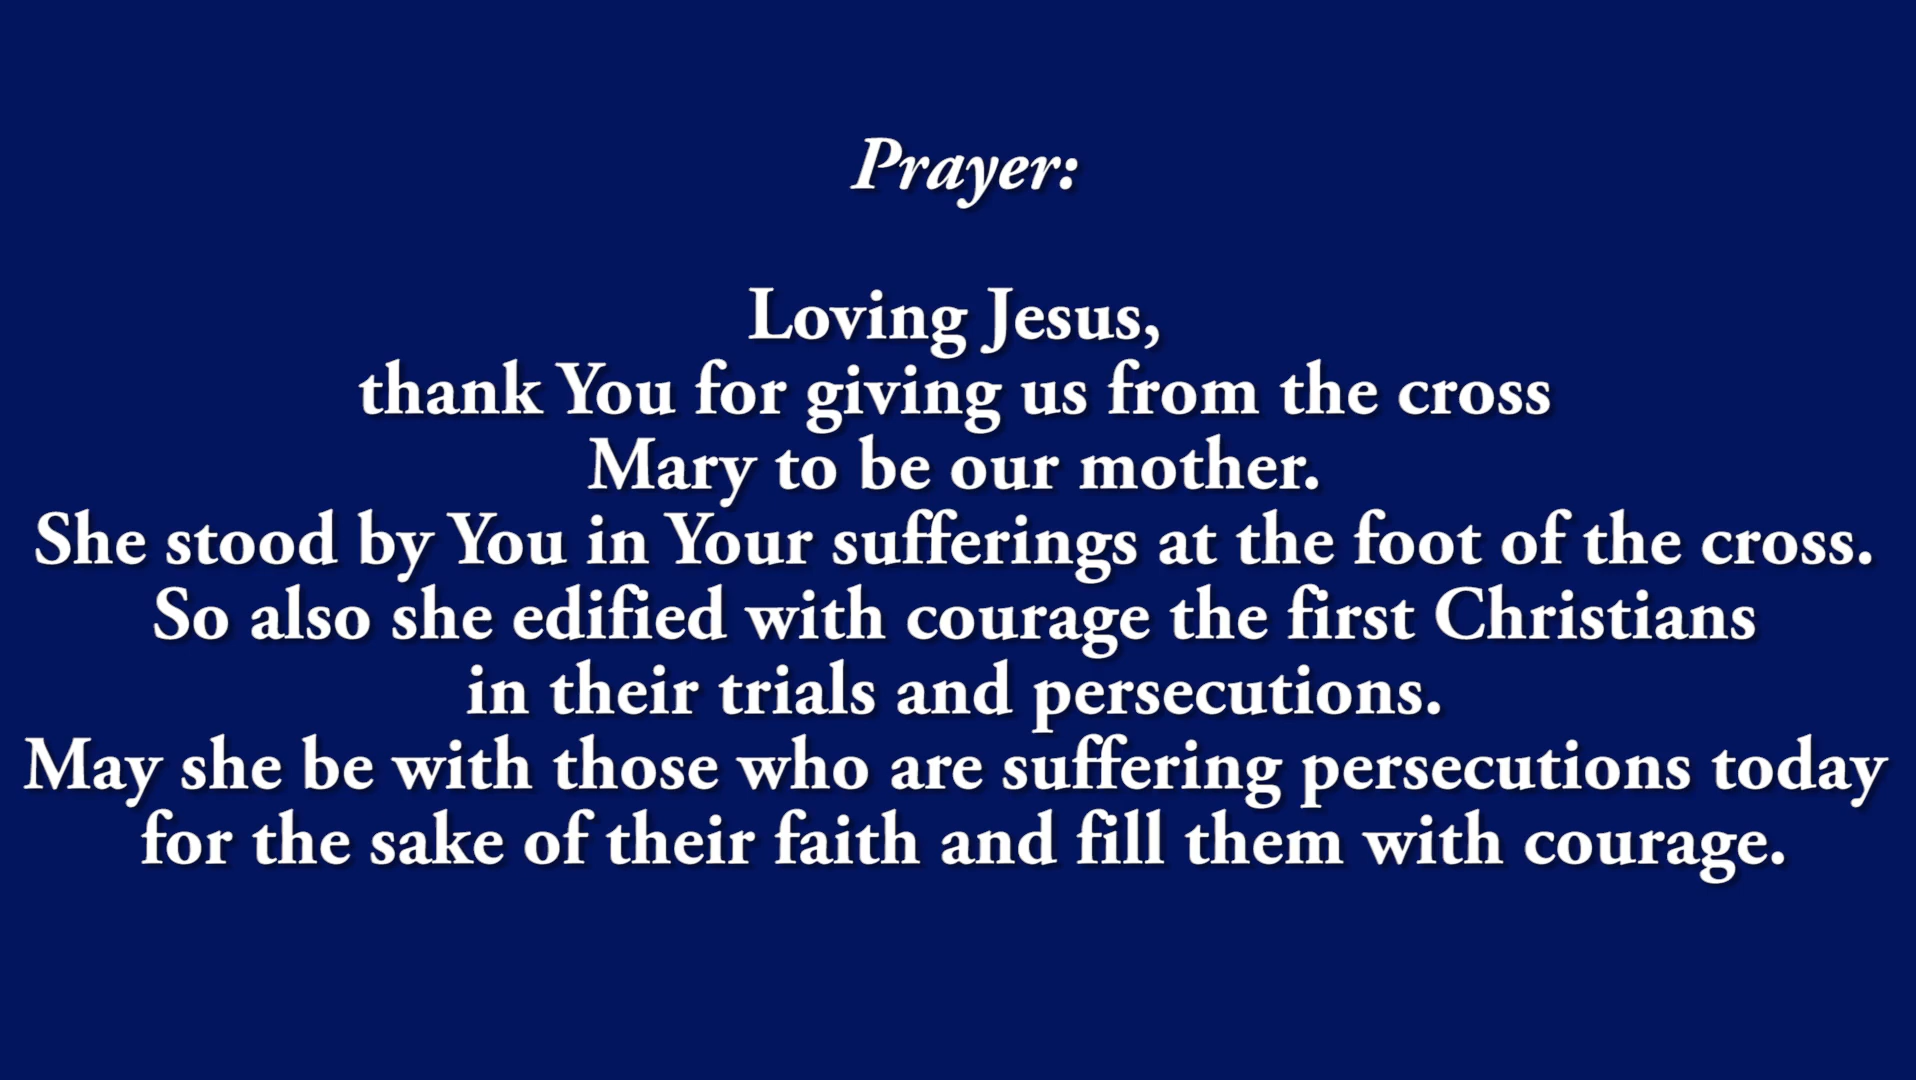 Prayer:
Loving Jesus,
thank You for giving us from the cross
Mary to be our mother.
She stood by You in Your sufferings at the foot of the cross.
So also she edified with courage the first Christians
in their trials and persecutions.
May she be with those who are suffering persecutions today
for the sake of their faith and fill them with courage.